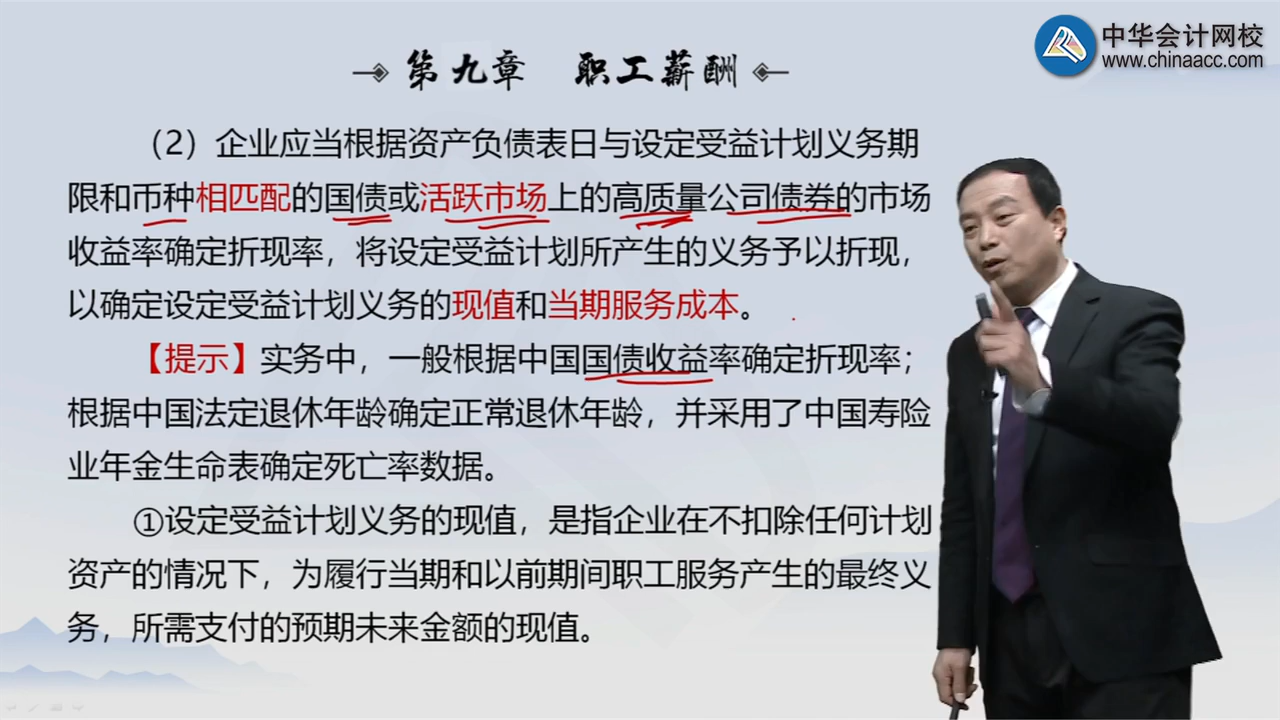 中华会计网校
www.chinaacc.com
第九章 职工薪酬
（2）企业应当根据资产负债表日与设定受益计划义务期
限和币种相匹配的国债或活跃市场上的高质量公司债券的市场
收益率确定折现率，将设定受益计划所产生的义务予以折现，
以确定设定受益计划义务的现值和当期服务成本。
【提示】实务中，一般根据中国国债收益率确定折现率；
根据中国法定退休年龄确定正常退休年龄，并采用了中国寿险
业年金生命表确定死亡率数据。
①设定受益计划义务的现值，是指企业在不扣除任何计划
资产的情况下，为履行当期和以前期间职工服务产生的最终义
务，所需支付的预期未来金额的现值。